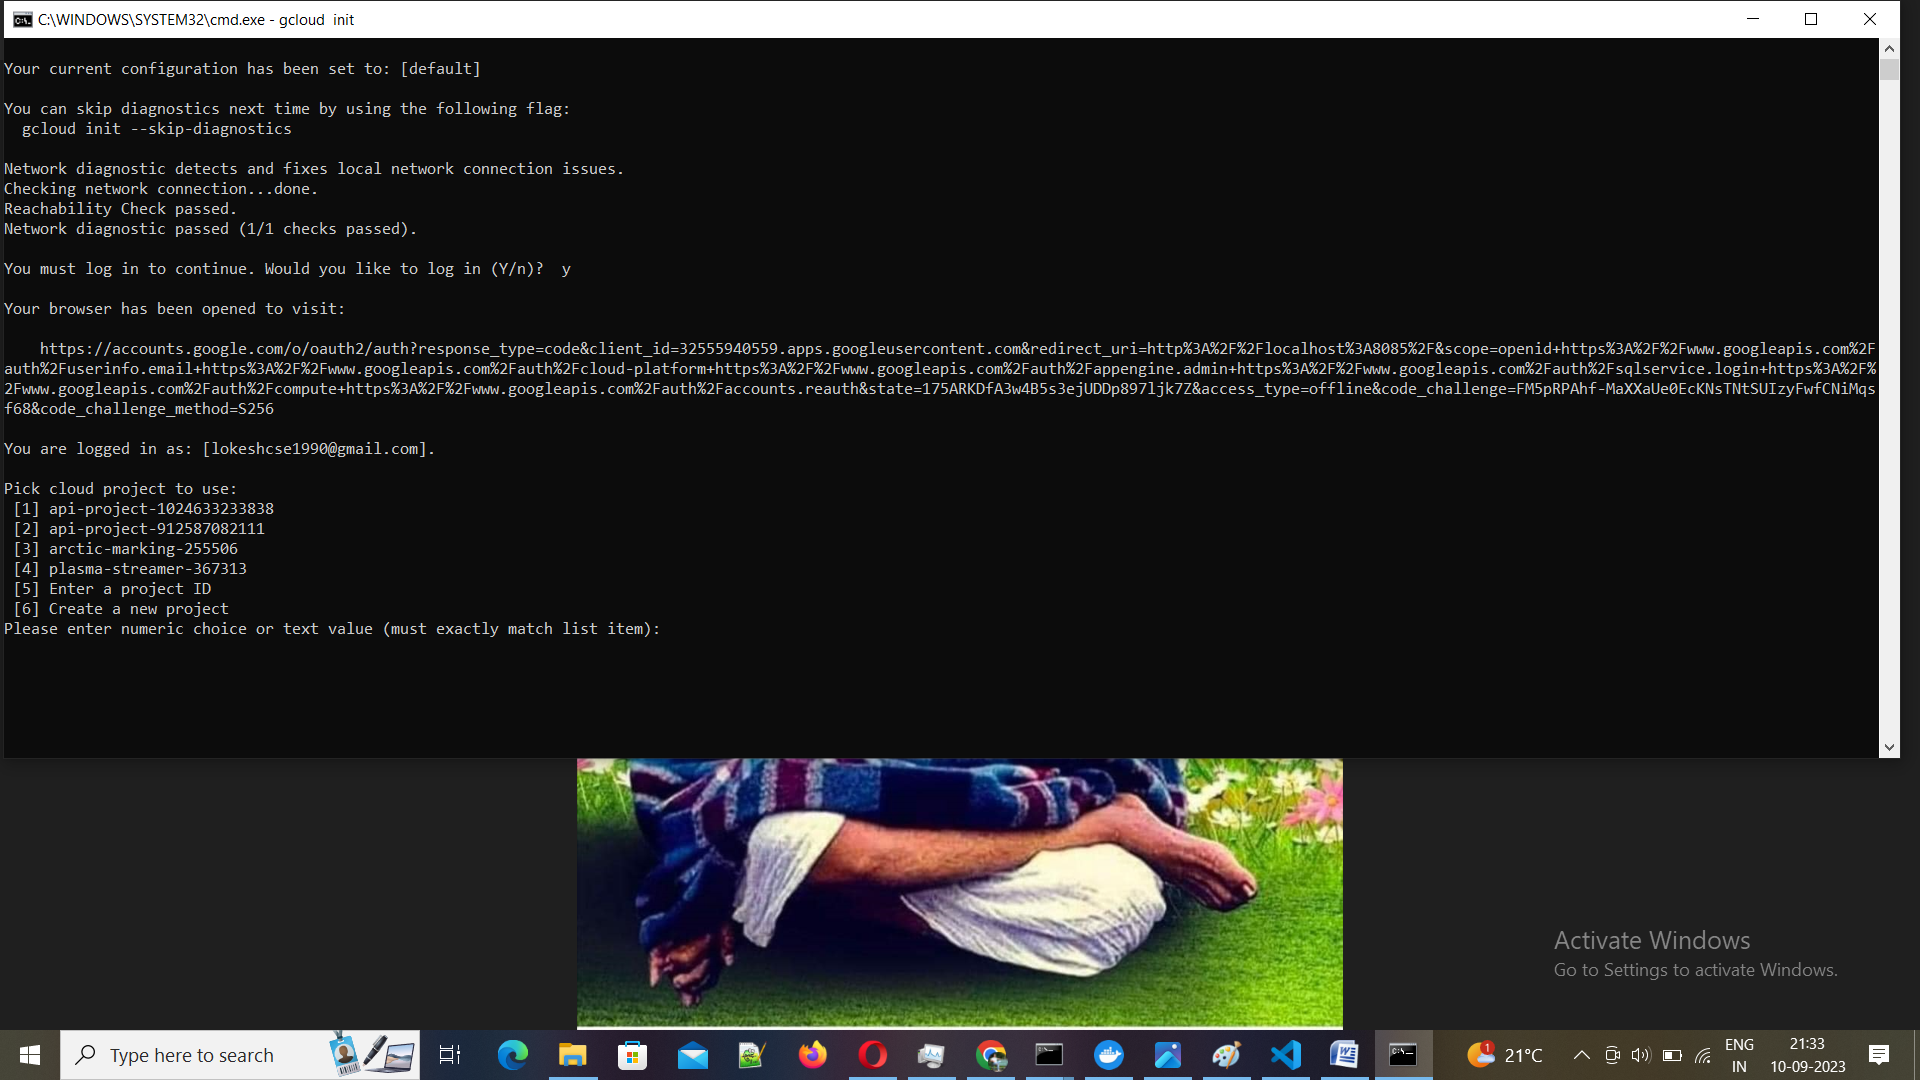 C:\WINDOWS\SYSTEM32\cmd.exe - gcloud  init
Your current configuration has been set to: [default]
You can skip diagnostics next time by using the following flag:
gcloud init --skip-diagnostics
Network diagnostic detects and fixes local network connection issues.
Checking network connection...done.
Reachability Check passed.
Network diagnostic passed (1/1 checks passed).
You must log in to continue. Would you like to log in (Y/n)?  y
Your browser has been opened to visit:
https://accounts.google.com/o/oauth2/auth?response_type=code&client_id=32555940559.apps.googleusercontent.com&redirect_uri=http%3A%2F%2Flocalhost%3A8085%2F&scope=openid+https%3A%2F%2Fwww.googleapis.com%2F
auth%2Fuserinfo.email+https%3A%2F%2Fwww.googleapis.com%2Fauth%2Fcloud-platform+https%3A%2F%2Fwww.googleapis.com%2Fauth%2Fappengine.admin+https%3A%2F%2Fwww.googleapis.com%2Fauth%2Fsqlservice.login+https%3A%2F%
2Fwww.googleapis.com%2Fauth%2Fcompute+https%3A%2F%2Fwww.googleapis.com%2Fauth%2Faccounts.reauth&state=175ARKDfA3w4B5s3ejUDDp897ljk7Z&access_type=offline&code_challenge=FM5pRPAhf-MaXXaUe0EcKNsTNtSUIzyFwfCNiMqs
f68&code_challenge_method=S256
You are logged in as: [lokeshcse1990@gmail.com].
Pick cloud project to use:
[1] api-project-1024633233838
[2] api-project-912587082111
[3] arctic-marking-255506
[4] plasma-streamer-367313
[5] Enter a project ID
[6] Create a new project
Please enter numeric choice or text value (must exactly match list item):
Activate Windows
Go to Settings to activate Windows.
Type here to search
1
21°C
ENG
IN
21:33
10-09-2023